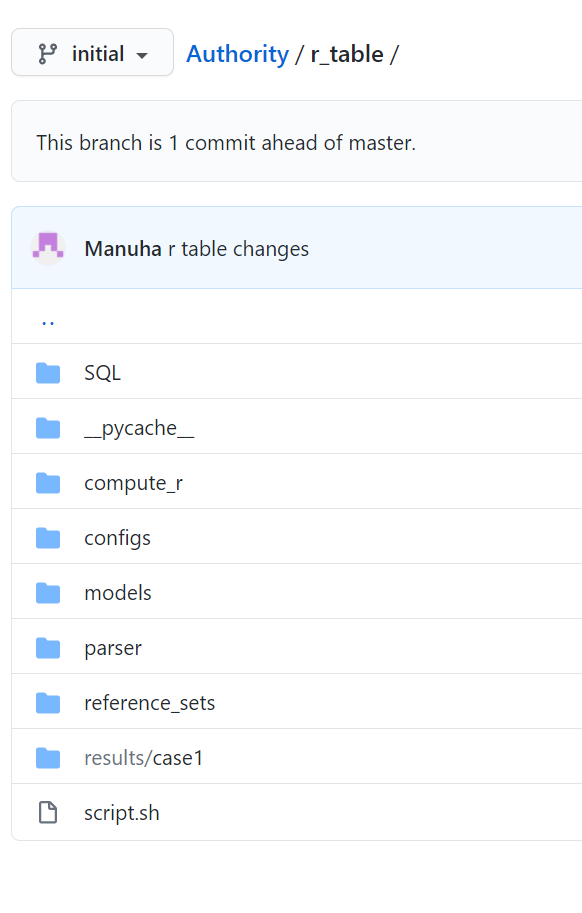 initial Authority / r_table /
This branch is 1 commit ahead of master.
Manuha r table changes
..
SQL
__pycache__
compute_r
configs
models
parser
reference_sets
results/case1
script.sh